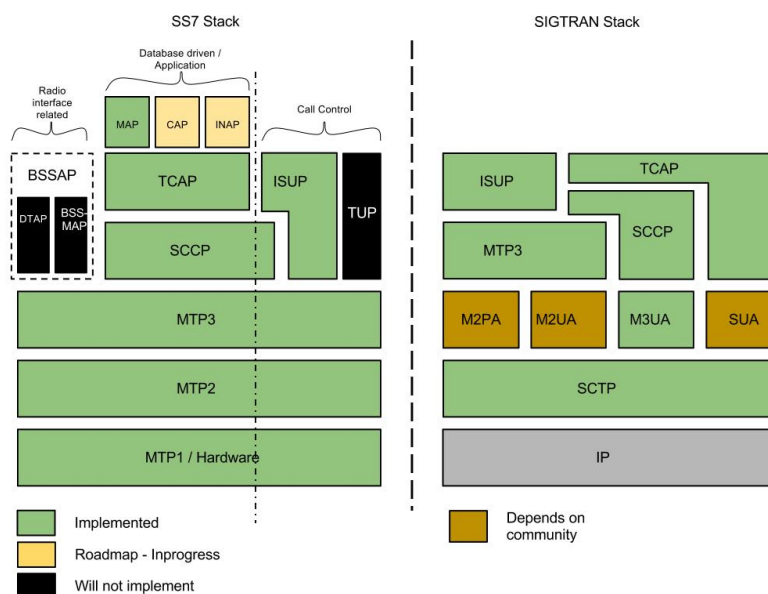 SS7 Stack
SIGTRAN Stack
Database driven /
Application
Radio
interface
related
Call Control
MAP
CAP
INAP
BSSAP
DTAP
BSS-
MAP
TCAP
ISUP
TUP
SCCP
MTP3
MTP2
MTP1 / Hardware
ISUP
TCAP
SCCP
MTP3
M2PA
M2UA
M3UA
SUA
SCTP
IP
Implemented
Roadmap - Inprogress
Will not implement
Depends on
community